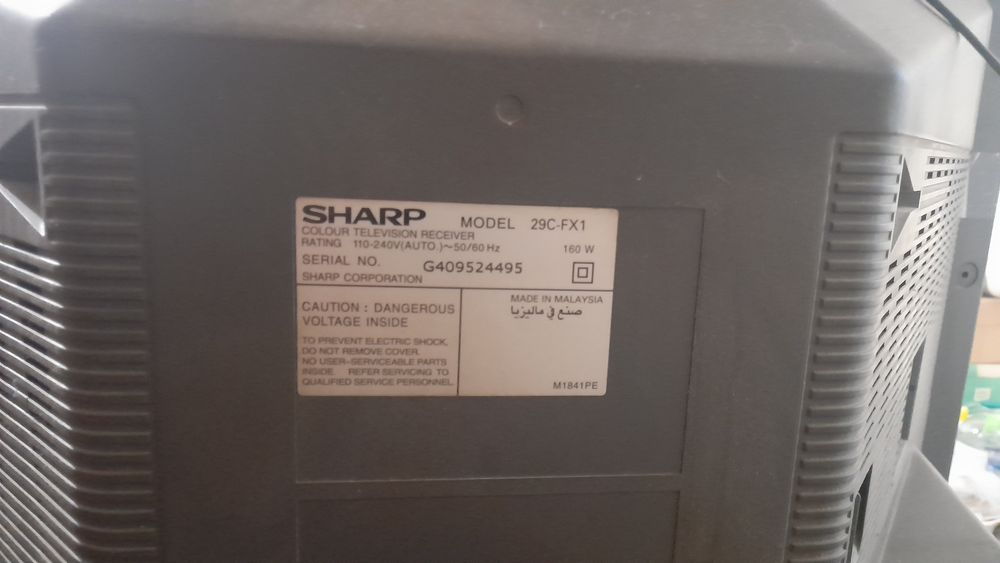 SHARP MODEL 29C-FX1
COLOUR TELEVISION RECEIVER
RATING 110-240V(AUTO.)~50/60 Hz 160 W
SERIAL NO. G409524495
SHARP CORPORATION
CAUTION : DANGEROUS
VOLTAGE INSIDE
TO PREVENT ELECTRIC SHOCK,
DO NOT REMOVE COVER.
NO USER-SERVICEABLE PARTS
INSIDE. REFER SERVICING TO
QUALIFIED SERVICE PERSONNEL.
MADE IN MALAYSIA
صنع في ماليزيا
M1841PE